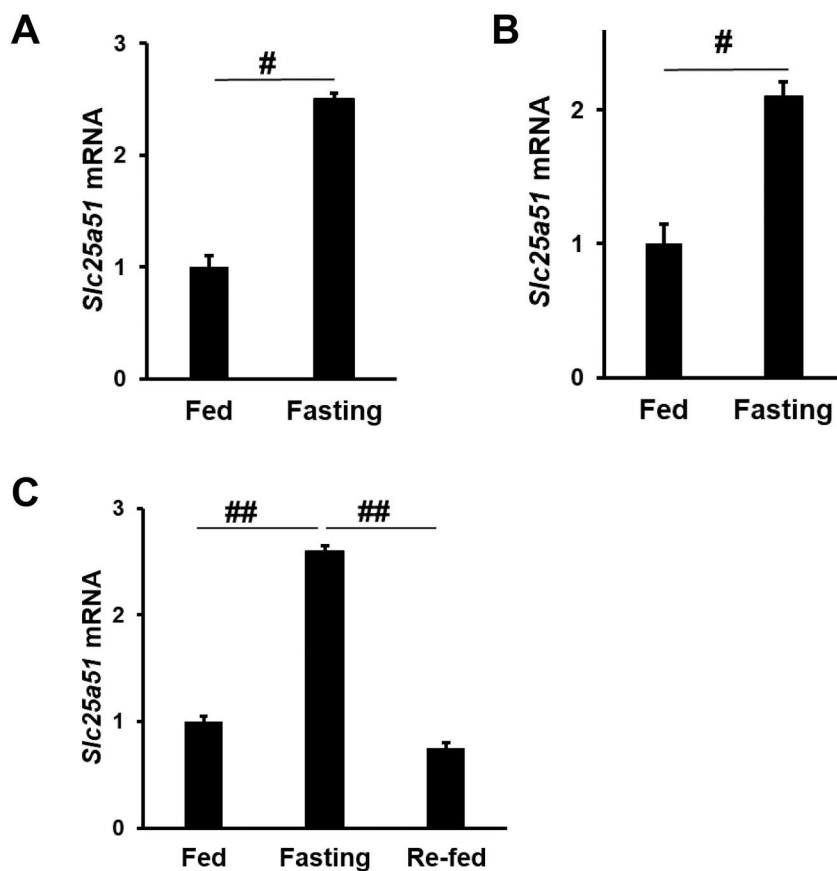 A
3
2
1
0
Slc25a51 mRNA
#
Fed Fasting
B
2
1
0
Slc25a51 mRNA
#
Fed Fasting
C
3
2
1
0
Slc25a51 mRNA
## ##
Fed Fasting Re-fed